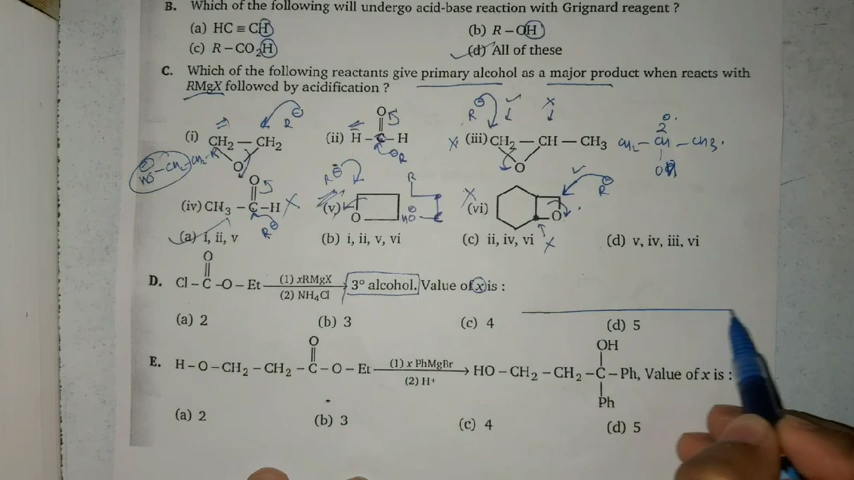 B. Which of the following will undergo acid-base reaction with Grignard reagent ?
(a) HC ≡ CH (b) R – OH
(c) R – CO₂H (d) All of these
C. Which of the following reactants give primary alcohol as a major product when reacts with
RMgX followed by acidification ?
(i) CH₂ – CH₂ O R⊖ (ii) H – C – H O ⊖R (iii) CH₂ — CH — CH₃ O R⊖ CH₂ – CH – CH₃
(iv) CH₃ – C – H O R⊖ (v) O R⊖ R (vi) O R⊖
(a) i, ii, v (b) i, ii, v, vi (c) ii, iv, vi (d) v, iv, iii, vi
D. Cl – C – O – Et O (1) xRMgX (2) NH₄Cl 3° alcohol. Value of x is :
(a) 2 (b) 3 (c) 4 (d) 5
E. H – O – CH₂ – CH₂ – C – O – Et O (1) x PhMgBr (2) H⁺ HO – CH₂ – CH₂ – C – Ph, OH Ph Value of x is :
(a) 2 (b) 3 (c) 4 (d) 5